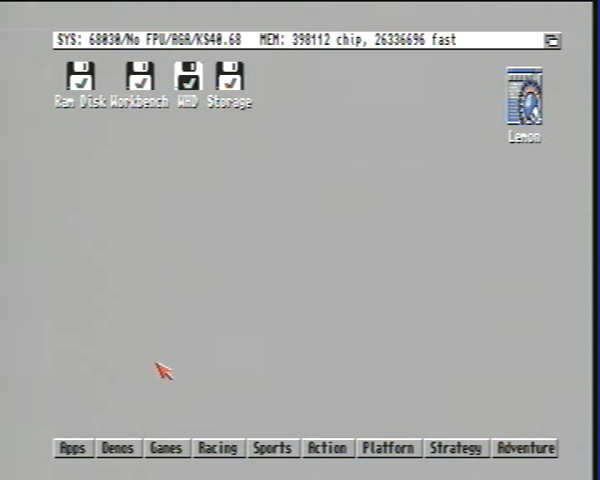 SYS: 68030/No FPU/AGA/KS40.68 MEM: 398112 chip, 26336696 fast
Ram Disk Workbench WHD Storage
Lemon
Apps Demos Games Racing Sports Action Platform Strategy Adventure